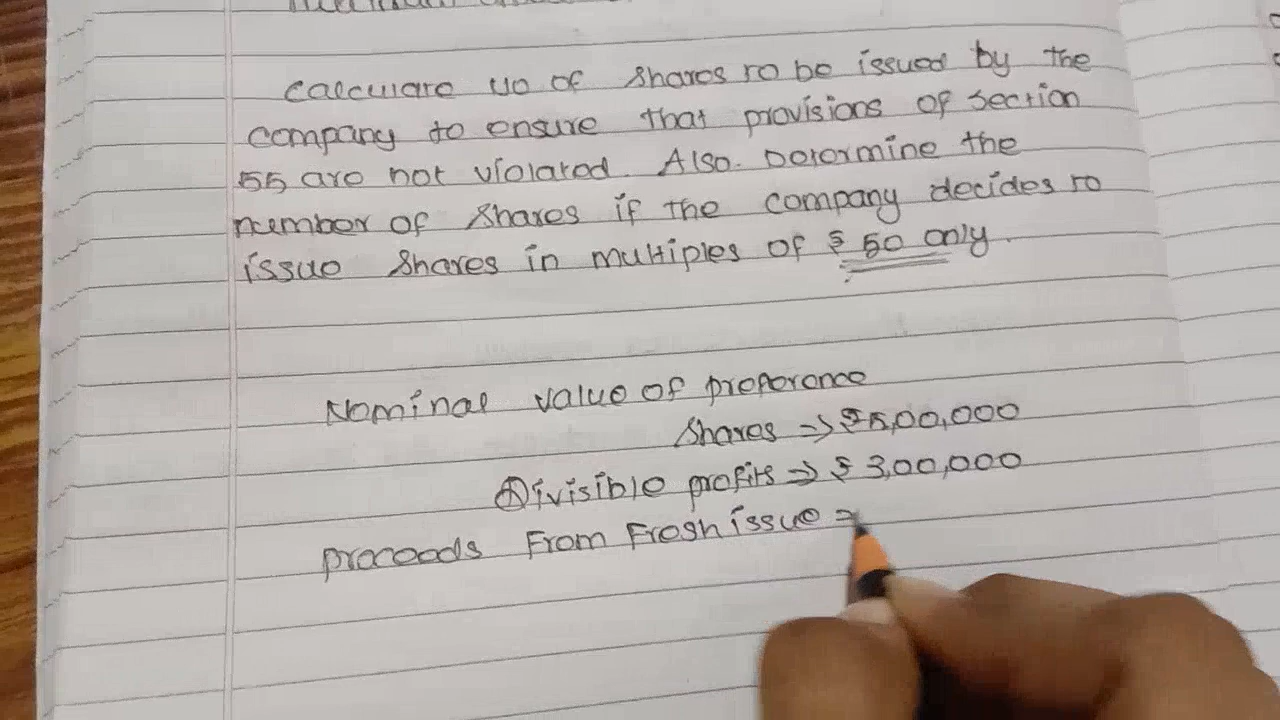 calculate no of shares to be issued by the
company to ensure that provisions of section
55 are not violated. Also. Determine the
number of shares if the company decides to
issue shares in multiples of ₹ 50 only.
Nominal value of preference
shares => ₹5,00,000
Divisible profits => ₹ 3,00,000
proceeds From Fresh issue =>